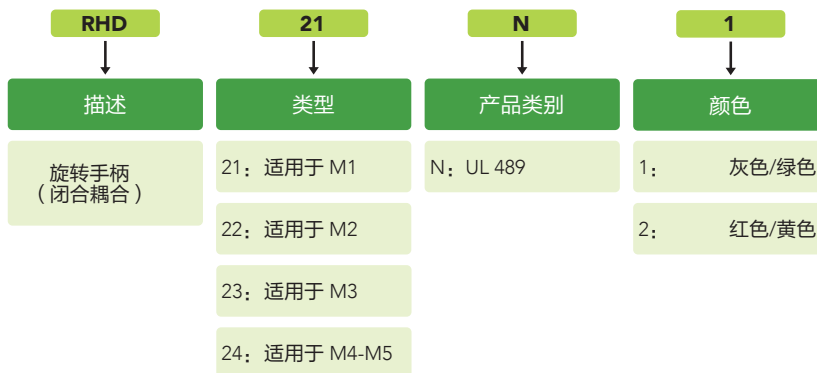 RHD 21 N 1
描述 类型 产品类别 颜色
旋转手柄
（闭合耦合）
21：适用于 M1
22：适用于 M2
23：适用于 M3
24：适用于 M4-M5
N：UL 489
1： 灰色/绿色
2： 红色/黄色